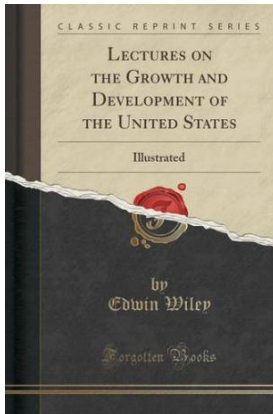 CLASSIC REPRINT SERIES
LECTURES ON
THE GROWTH AND
DEVELOPMENT OF
THE UNITED STATES
Illustrated
by
Edwin Wiley
Forgotten Books